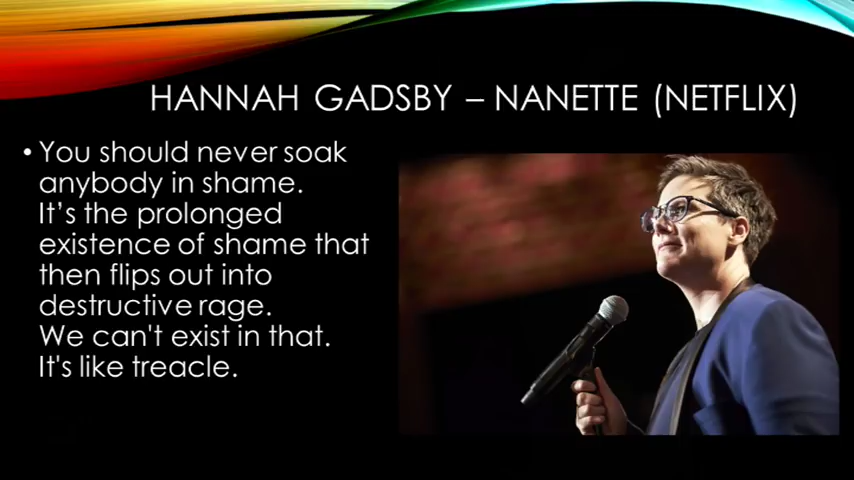 HANNAH GADSBY – NANETTE (NETFLIX)
• You should never soak
anybody in shame.
It’s the prolonged
existence of shame that
then flips out into
destructive rage.
We can't exist in that.
It's like treacle.